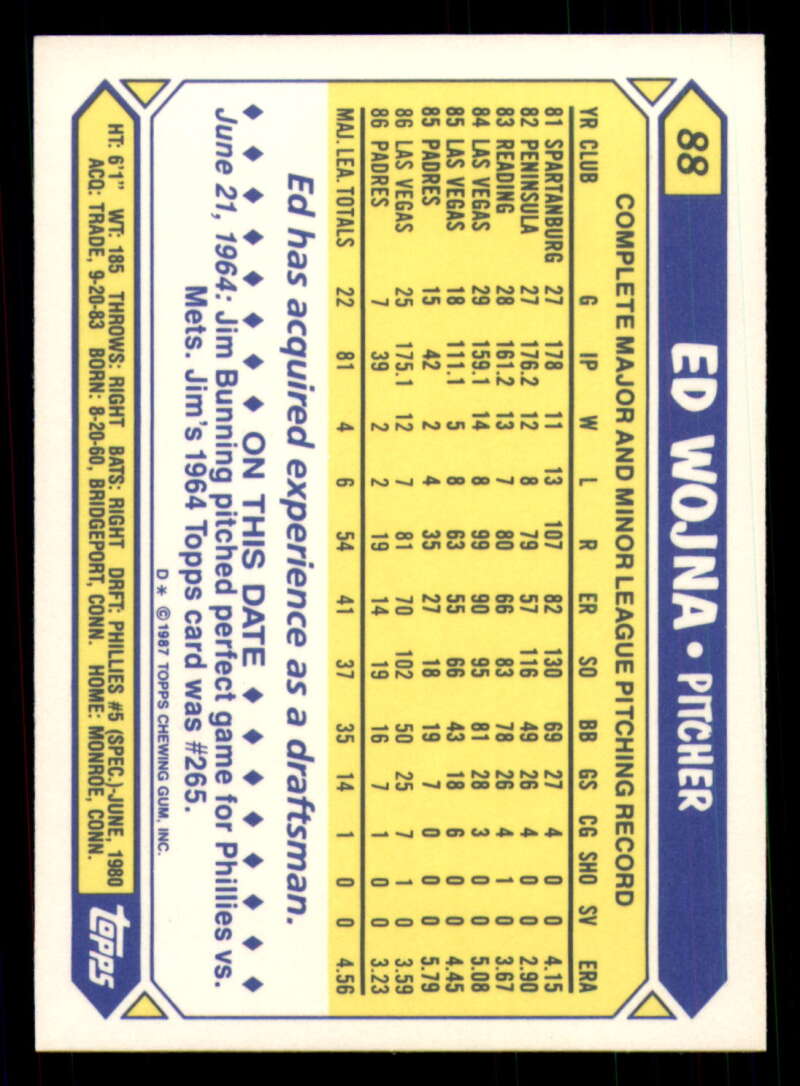 88
ED WOJNA • PITCHER
COMPLETE MAJOR AND MINOR LEAGUE PITCHING RECORD
YR CLUB G IP W L R ER SO BB GS CG SHO SV ERA
81 SPARTANBURG 27 178 11 13 107 82 130 69 27 4 0 0 4.15
82 PENINSULA 27 176.2 12 8 79 57 116 49 26 4 0 0 2.90
83 READING 28 161.2 13 7 80 66 83 78 26 4 1 0 3.67
84 LAS VEGAS 29 159.1 14 8 99 90 95 81 28 3 0 0 5.08
85 LAS VEGAS 18 111.1 5 8 63 55 66 43 18 6 0 0 4.45
85 PADRES 15 42 2 4 35 27 18 19 7 0 0 0 5.79
86 LAS VEGAS 25 175.1 12 7 81 70 102 50 25 7 1 0 3.59
86 PADRES 7 39 2 2 19 14 19 16 7 1 0 0 3.23
MAJ. LEA. TOTALS 22 81 4 6 54 41 37 35 14 1 0 0 4.56
Ed has acquired experience as a draftsman.
◆ ◆ ◆ ◆ ◆ ◆ ◆ ◆ ON THIS DATE ◆ ◆ ◆ ◆ ◆ ◆ ◆ ◆
June 21, 1964: Jim Bunning pitched perfect game for Phillies vs.
Mets. Jim's 1964 Topps card was #265.
D* ©1987 TOPPS CHEWING GUM, INC.
HT: 6'1" WT: 185 THROWS: RIGHT BATS: RIGHT DRFT: PHILLIES #5 (SPEC.)-JUNE, 1980
ACQ: TRADE, 9-20-83 BORN: 8-20-60, BRIDGEPORT, CONN. HOME: MONROE, CONN.
topps